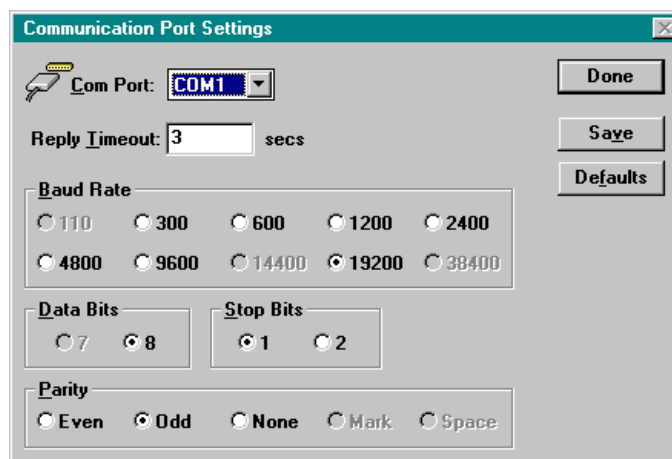 Communication Port Settings
Com Port: COM1
Done
Reply Timeout: 3 secs
Save
Defaults
Baud Rate
110 300 600 1200 2400
4800 9600 14400 19200 38400
Data Bits
7 8
Stop Bits
1 2
Parity
Even Odd None Mark Space